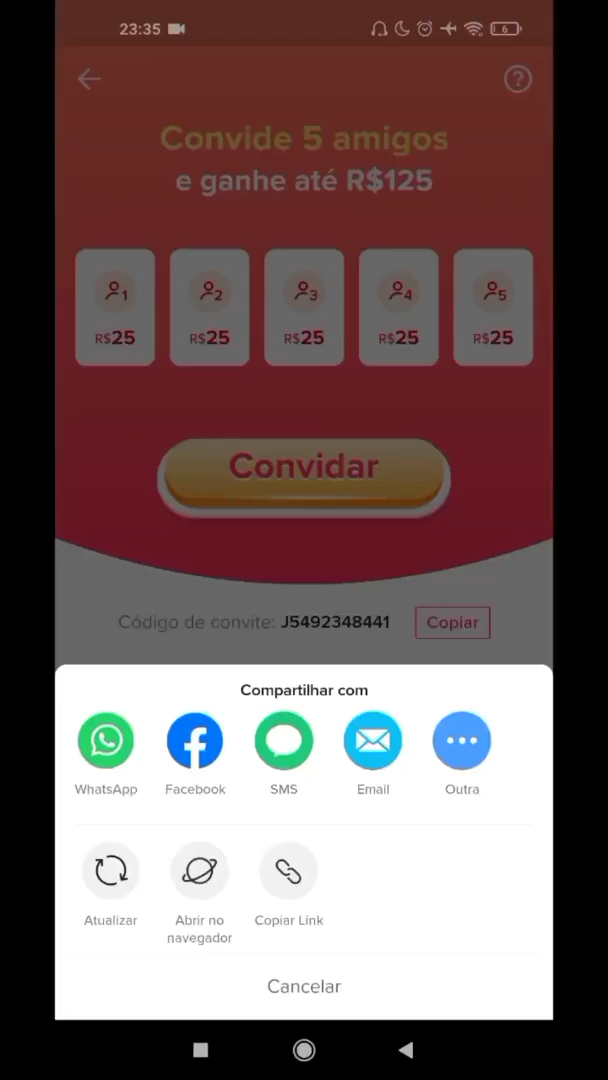 23:35
6
Convide 5 amigos
e ganhe até R$125
1 2 3 4 5
R$25 R$25 R$25 R$25 R$25
Convidar
Código de convite: J5492348441 Copiar
Compartilhar com
WhatsApp Facebook SMS Email Outra
Atualizar Abrir no navegador Copiar Link
Cancelar